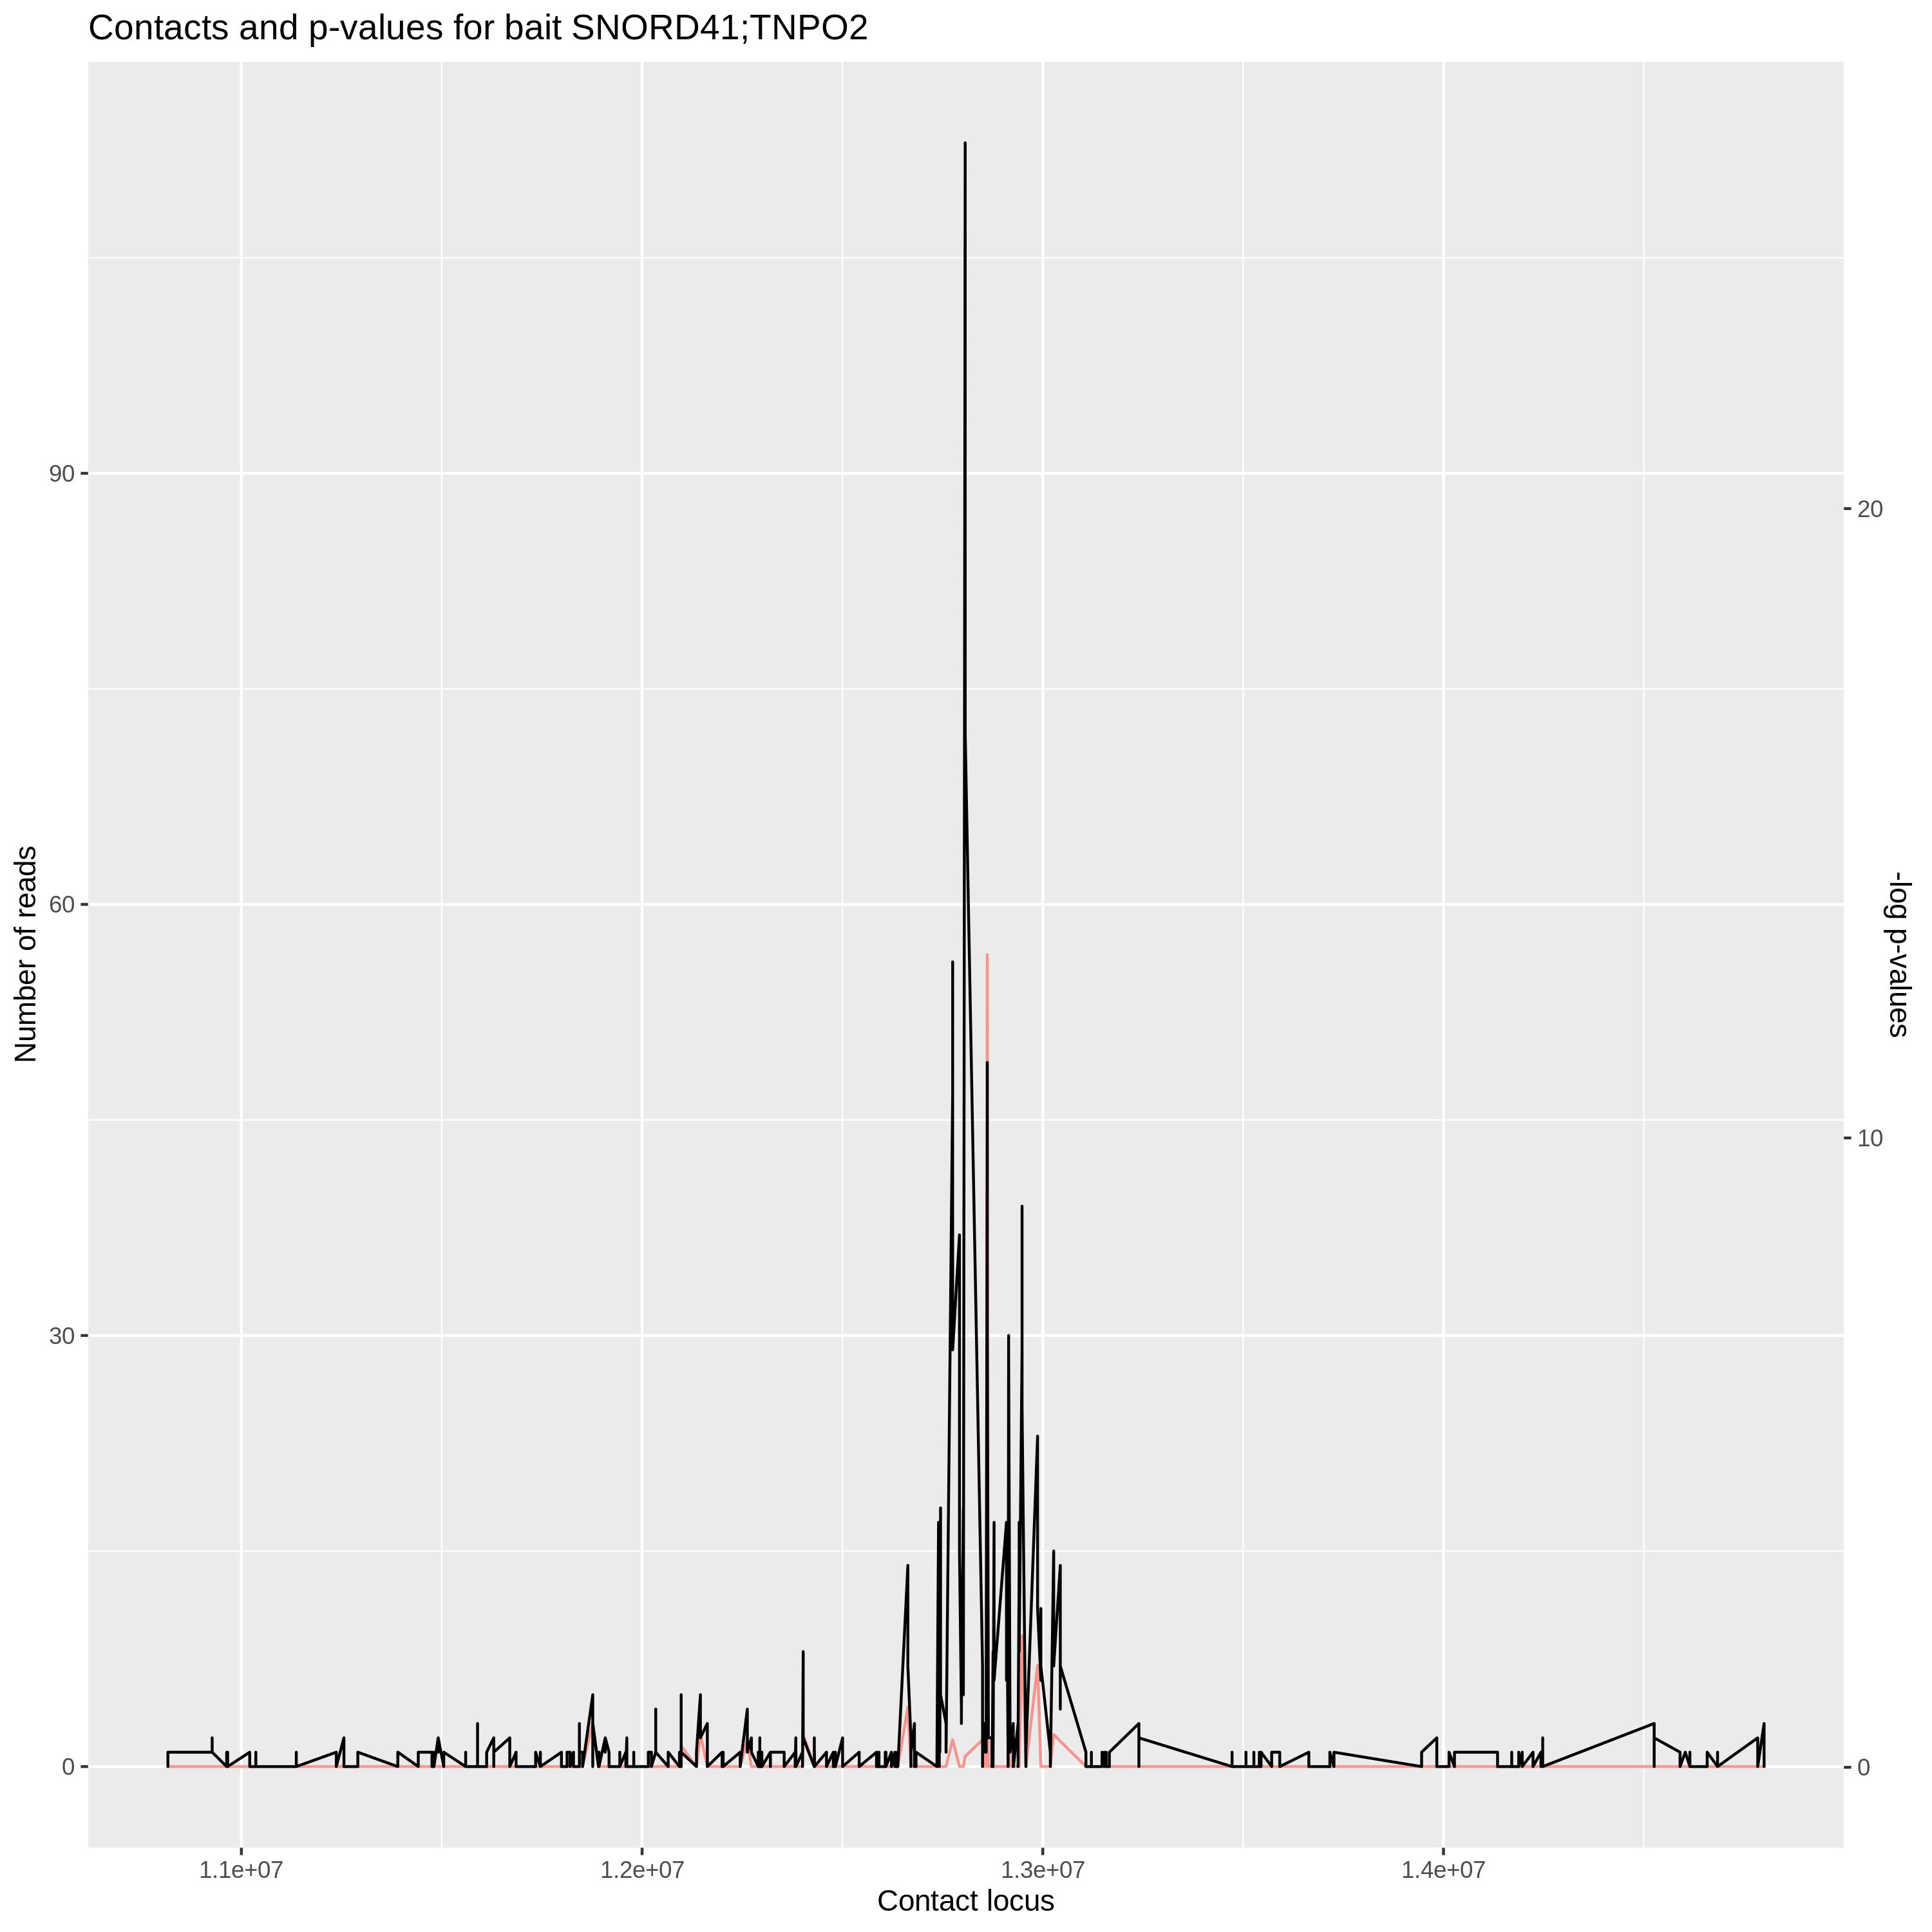 Contacts and p-values for bait SNORD41;TNPO2
Number of reads
90
60
30
0
20
10
0
-log p-values
1.1e+07
1.2e+07
1.3e+07
1.4e+07
Contact locus